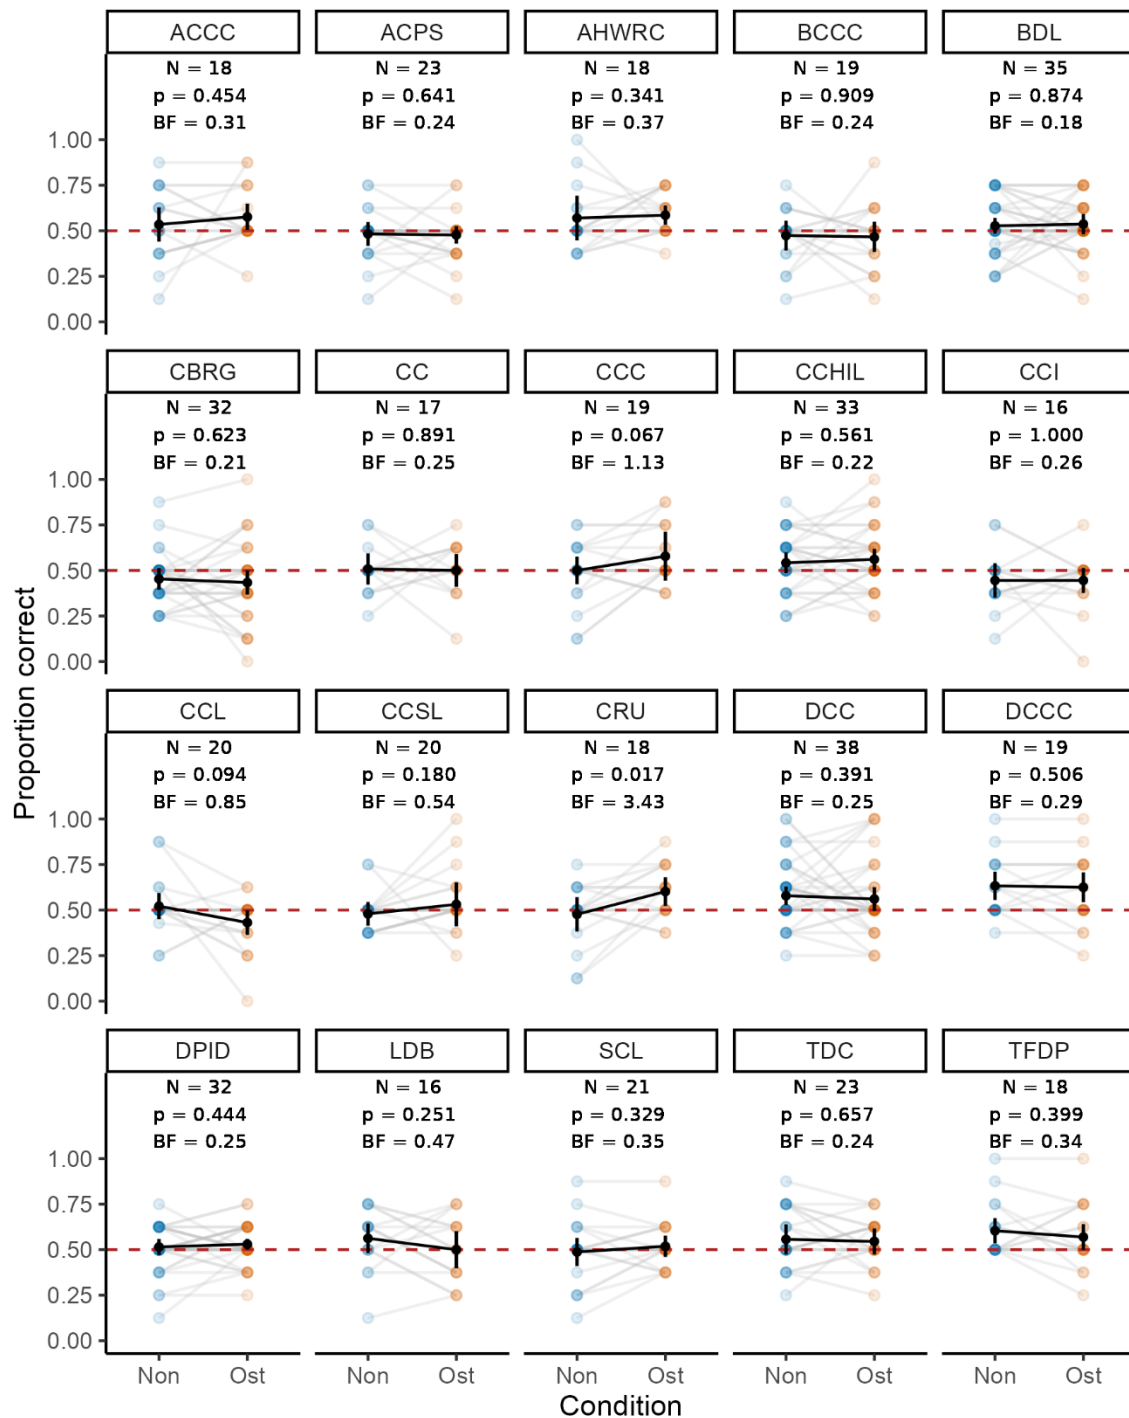 ACCC ACPS AHWRC BCCC BDL
N = 18 N = 23 N = 18 N = 19 N = 35
p = 0.454 p = 0.641 p = 0.341 p = 0.909 p = 0.874
BF = 0.31 BF = 0.24 BF = 0.37 BF = 0.24 BF = 0.18
1.00
0.75
0.50
0.25
0.00
CBRG CC CCC CCHIL CCI
N = 32 N = 17 N = 19 N = 33 N = 16
p = 0.623 p = 0.891 p = 0.067 p = 0.561 p = 1.000
BF = 0.21 BF = 0.25 BF = 1.13 BF = 0.22 BF = 0.26
1.00
0.75
0.50
0.25
0.00
Proportion correct
CCL CCSL CRU DCC DCCC
N = 20 N = 20 N = 18 N = 38 N = 19
p = 0.094 p = 0.180 p = 0.017 p = 0.391 p = 0.506
BF = 0.85 BF = 0.54 BF = 3.43 BF = 0.25 BF = 0.29
1.00
0.75
0.50
0.25
0.00
DPID LDB SCL TDC TFDP
N = 32 N = 16 N = 21 N = 23 N = 18
p = 0.444 p = 0.251 p = 0.329 p = 0.657 p = 0.399
BF = 0.25 BF = 0.47 BF = 0.35 BF = 0.24 BF = 0.34
1.00
0.75
0.50
0.25
0.00
Non Ost Non Ost Non Ost Non Ost Non Ost
Condition